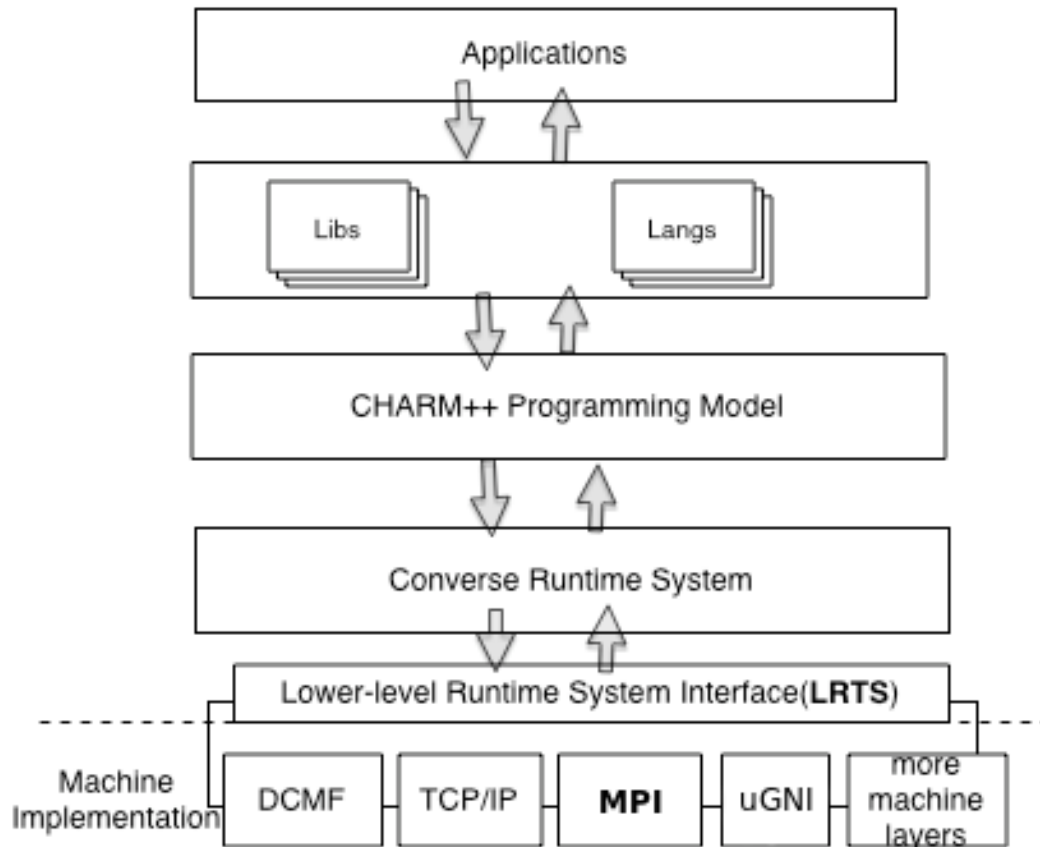 Applications
Libs
Langs
CHARM++ Programming Model
Converse Runtime System
Lower-level Runtime System Interface(LRTS)
Machine
Implementation
DCMF
TCP/IP
MPI
uGNI
more
machine
layers